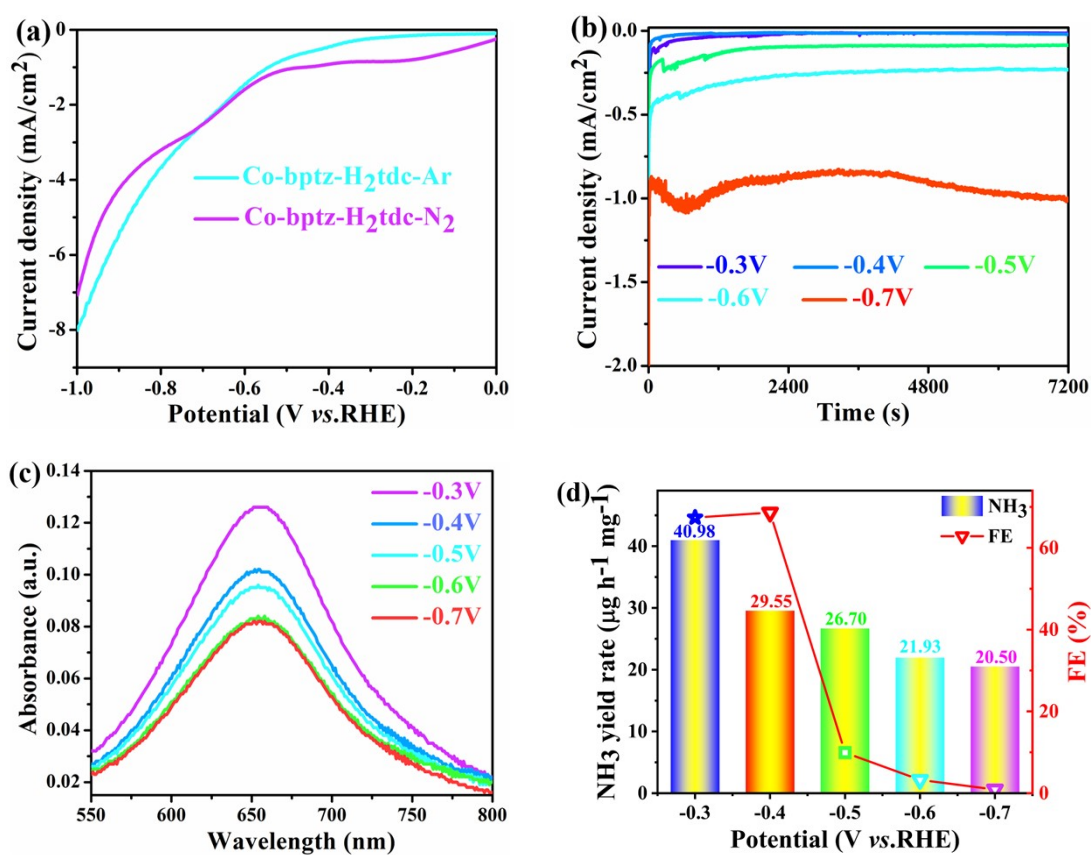 (a)
0
-2
-4
-6
-8
Current density (mA/cm2)
Co-bptz-H2tdc-Ar
Co-bptz-H2tdc-N2
-1.0 -0.8 -0.6 -0.4 -0.2 0.0
Potential (V vs.RHE)
(b)
0.0
-0.5
-1.0
-1.5
-2.0
Current density (mA/cm2)
-0.3V -0.4V -0.5V
-0.6V -0.7V
0 2400 4800 7200
Time (s)
(c)
0.14
0.12
0.10
0.08
0.06
0.04
0.02
Absorbance (a.u.)
-0.3V
-0.4V
-0.5V
-0.6V
-0.7V
550 600 650 700 750 800
Wavelength (nm)
(d)
NH3 yield rate (μg h-1 mg-1)
40
30
20
10
0
NH3
FE
40.98
29.55
26.70
21.93
20.50
60
40
20
0
FE (%)
-0.3 -0.4 -0.5 -0.6 -0.7
Potential (V vs.RHE)